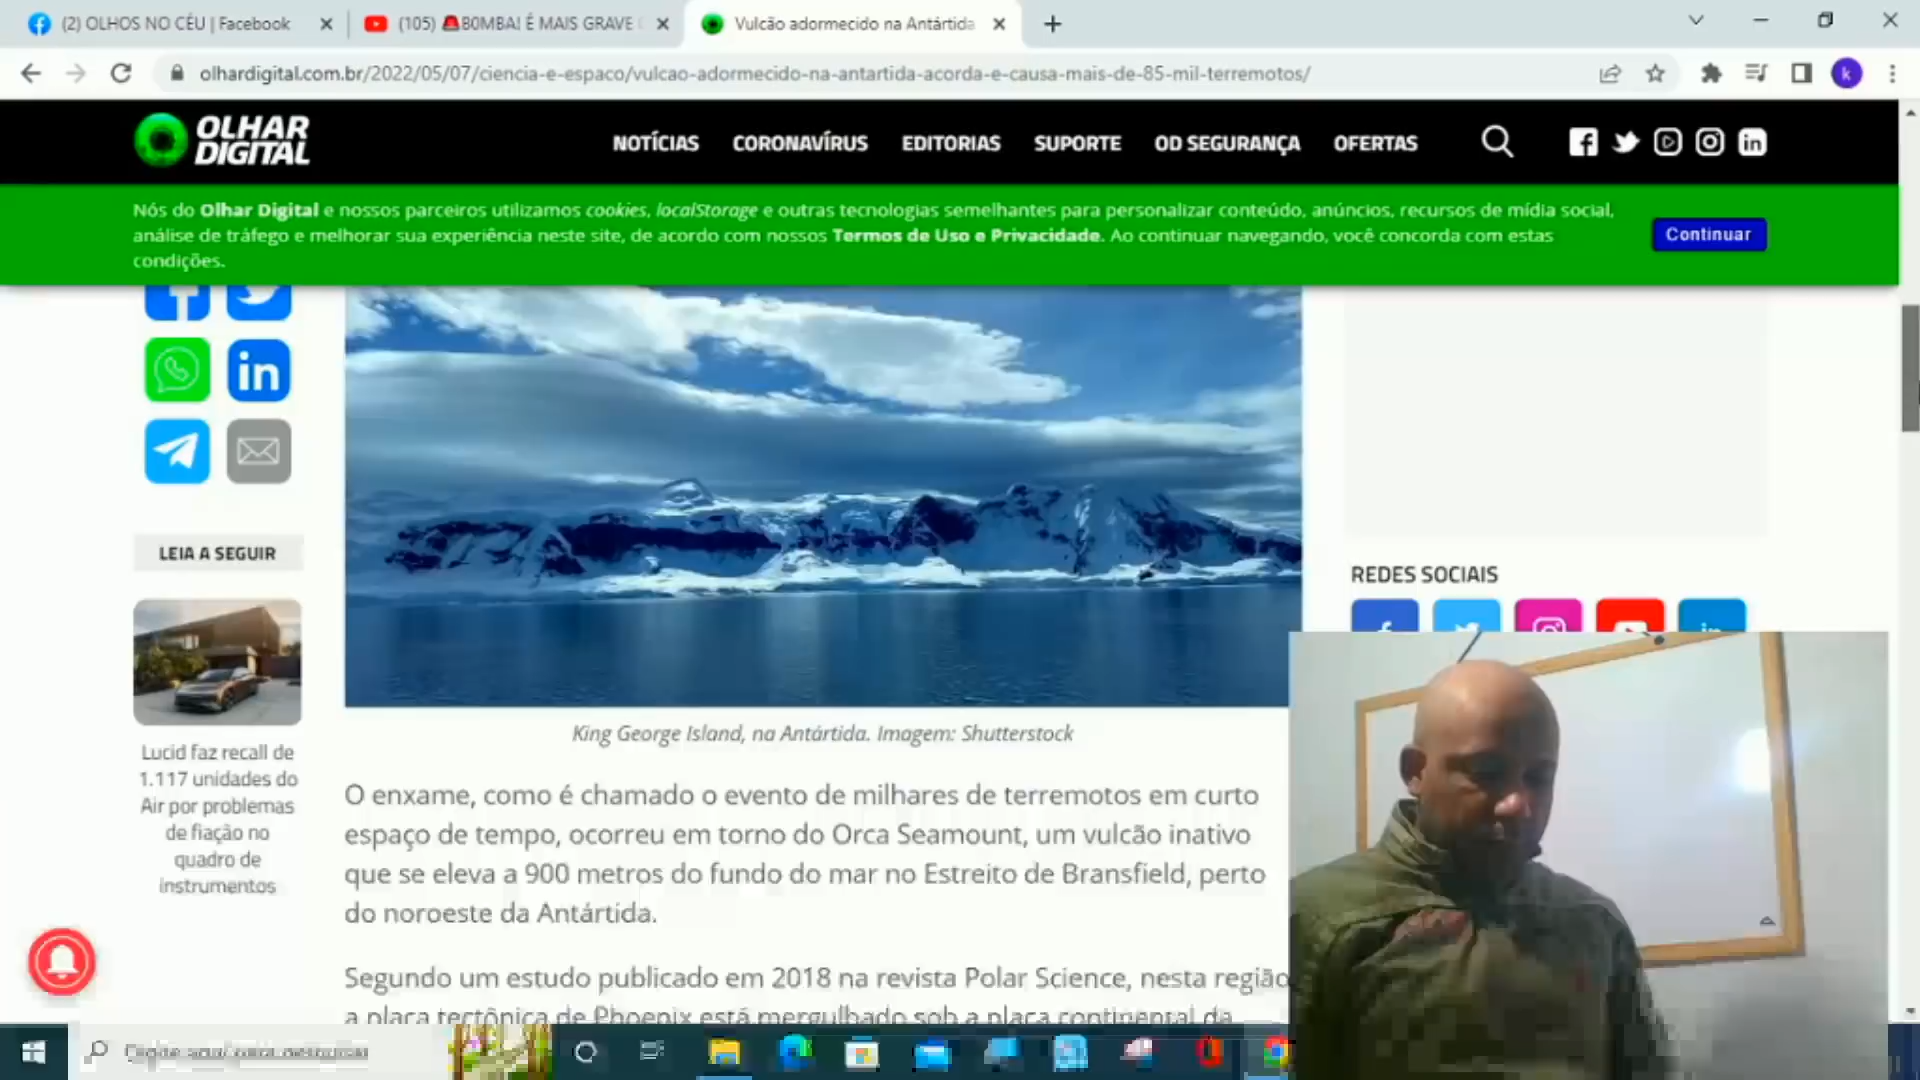 (2) OLHOS NO CÉU | Facebook
(105) 🚨B0MBA! É MAIS GRAVE
Vulcão adormecido na Antártida
olhardigital.com.br/2022/05/07/ciencia-e-espaco/vulcao-adormecido-na-antartida-acorda-e-causa-mais-de-85-mil-terremotos/
k
OLHAR
DIGITAL
NOTÍCIAS CORONAVÍRUS EDITORIAS SUPORTE OD SEGURANÇA OFERTAS
Nós do Olhar Digital e nossos parceiros utilizamos cookies, localStorage e outras tecnologias semelhantes para personalizar conteúdo, anúncios, recursos de mídia social,
análise de tráfego e melhorar sua experiência neste site, de acordo com nossos Termos de Uso e Privacidade. Ao continuar navegando, você concorda com estas
condições.
Continuar
LEIA A SEGUIR
Lucid faz recall de
1.117 unidades do
Air por problemas
de fiação no
quadro de
instrumentos
King George Island, na Antártida. Imagem: Shutterstock
O enxame, como é chamado o evento de milhares de terremotos em curto
espaço de tempo, ocorreu em torno do Orca Seamount, um vulcão inativo
que se eleva a 900 metros do fundo do mar no Estreito de Bransfield, perto
do noroeste da Antártida.
Segundo um estudo publicado em 2018 na revista Polar Science, nesta região
a placa tectônica de Phoenix está mergulhado sob a placa continental da
REDES SOCIAIS